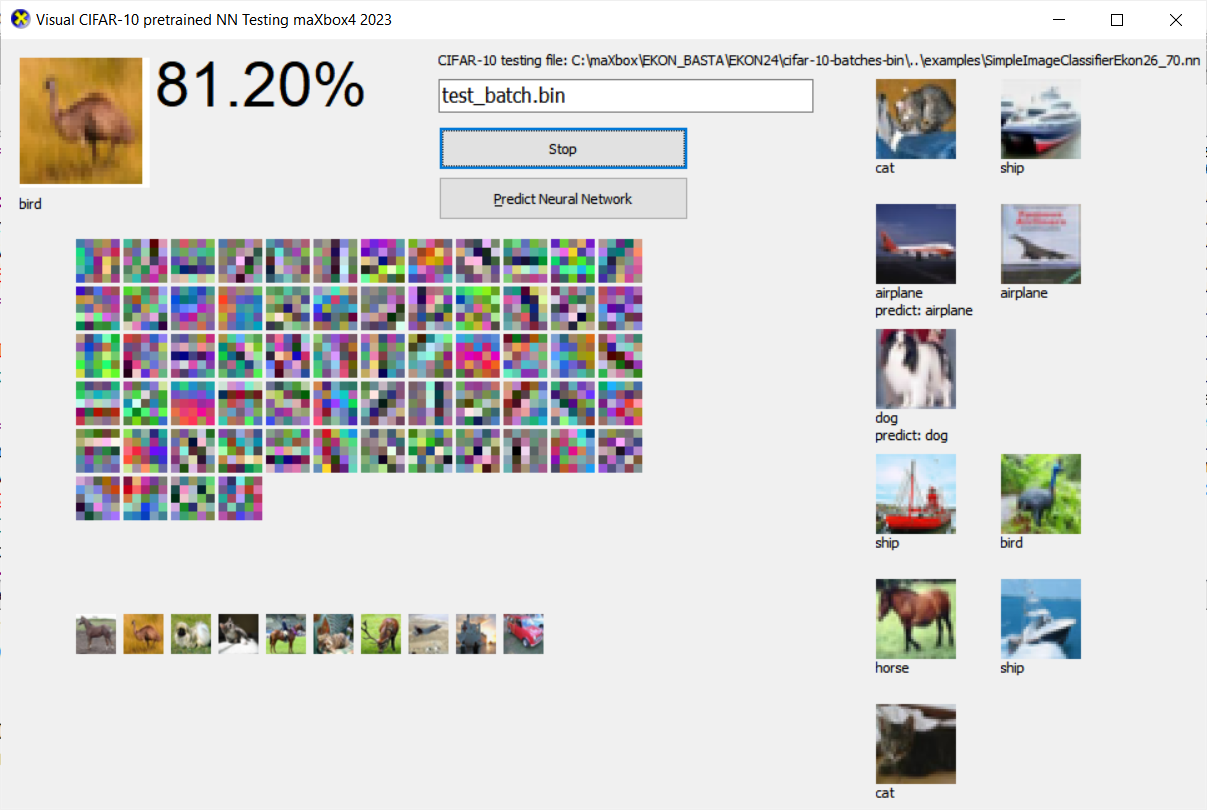 Visual CIFAR-10 pretrained NN Testing maXbox4 2023
81.20%
bird
CIFAR-10 testing file: C:\maXbox\EKON_BASTA\EKON24\cifar-10-batches-bin\..\examples\SimpleImageClassifierEkon26_70.nn
test_batch.bin
Stop
Predict Neural Network
cat
ship
airplane
predict: airplane
airplane
dog
predict: dog
ship
bird
horse
ship
cat